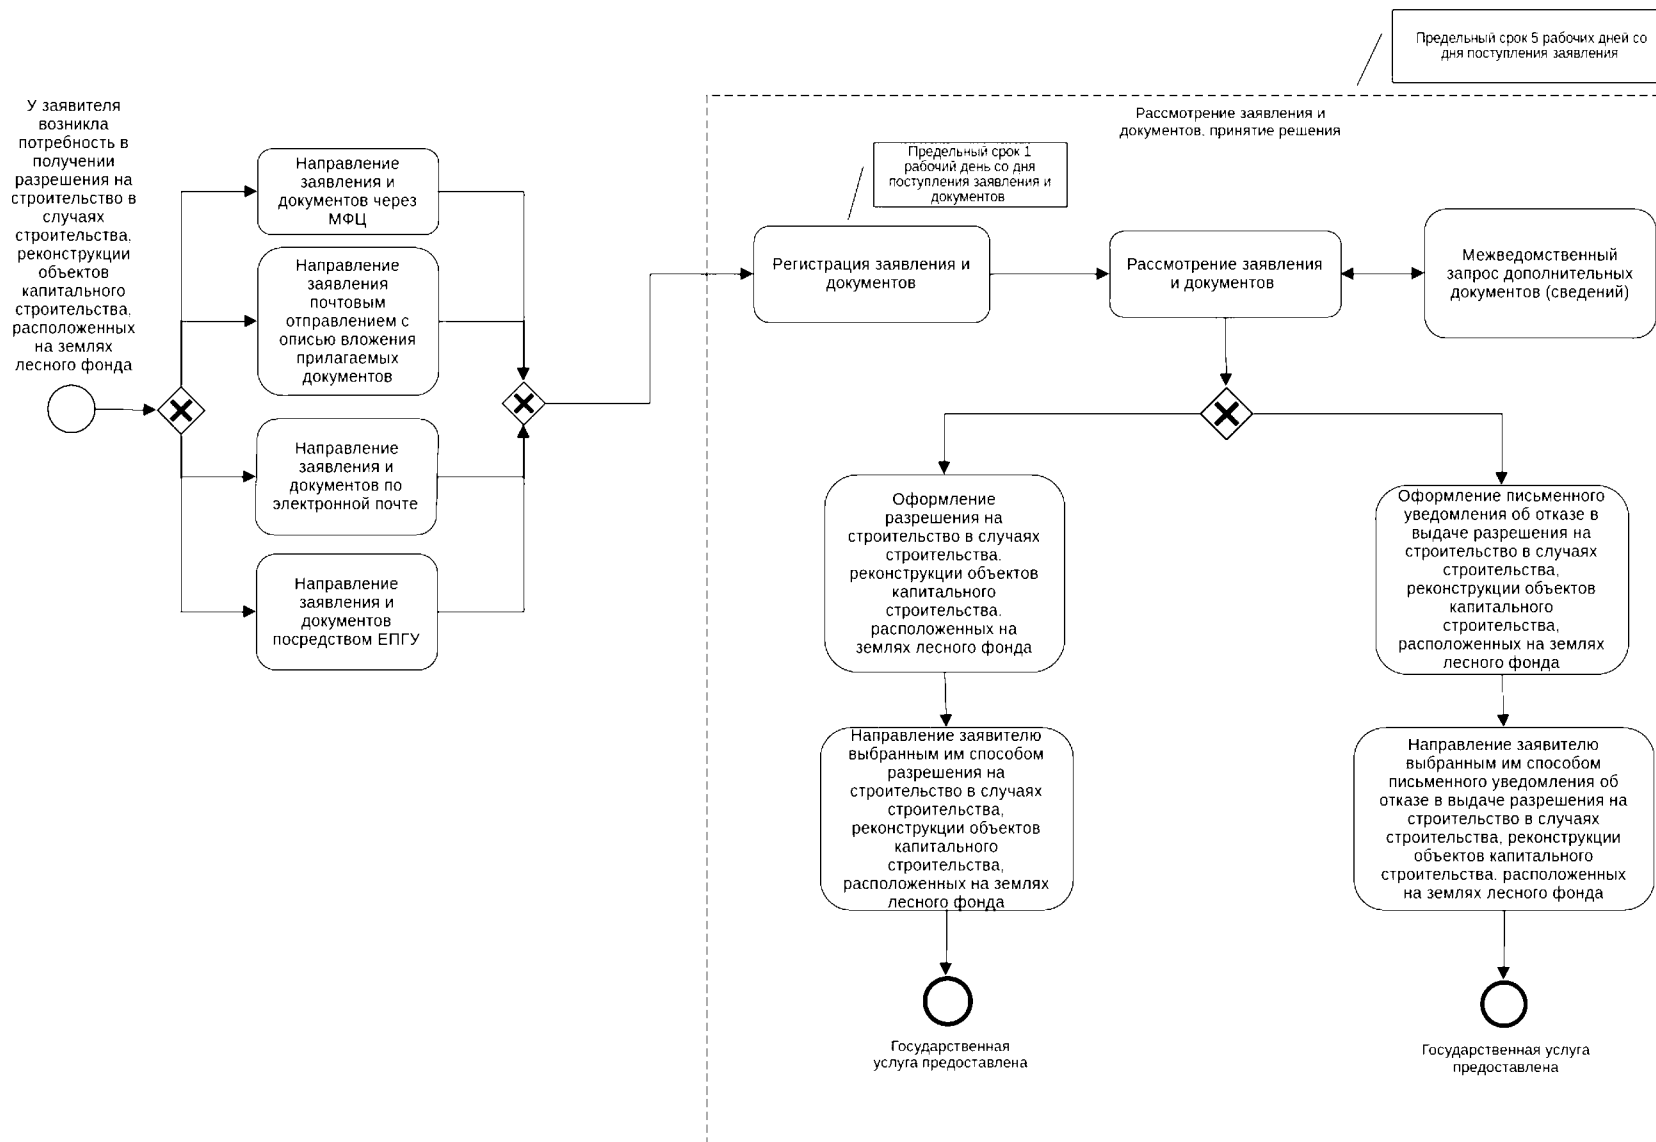 Предельный срок 5 рабочих дней со
дня поступления заявления
Рассмотрение заявления и
документов. принятие решения
У заявителя
возникла
потребность в
получении
разрешения на
строительство в
случаях
строительства,
реконструкции
объектов
капитального
строительства,
расположенных
на землях
лесного фонда
Направление
заявления и
документов через
МФЦ
Направление
заявления
почтовым
отправлением с
описью вложения
прилагаемых
документов
Направление
заявления и
документов по
электронной почте
Направление
заявления и
документов
посредством ЕПГУ
Предельный срок 1
рабочий день со дня
поступления заявления и
документов
Регистрация заявления и
документов
Рассмотрение заявления
и документов
Межведомственный
запрос дополнительных
документов (сведений)
Оформление
разрешения на
строительство в случаях
строительства.
реконструкции объектов
капитального
строительства.
расположенных на
землях лесного фонда
Оформление письменного
уведомления об отказе в
выдаче разрешения на
строительство в случаях
строительства,
реконструкции объектов
капитального
строительства,
расположенных на землях
лесного фонда
Направление заявителю
выбранным им способом
разрешения на
строительство в случаях
строительства,
реконструкции объектов
капитального
строительства,
расположенных на землях
лесного фонда
Направление заявителю
выбранным им способом
письменного уведомления об
отказе в выдаче разрешения на
строительство в случаях
строительства, реконструкции
объектов капитального
строительства. расположенных
на землях лесного фонда
Государственная
услуга предоставлена
Государственная услуга
предоставлена